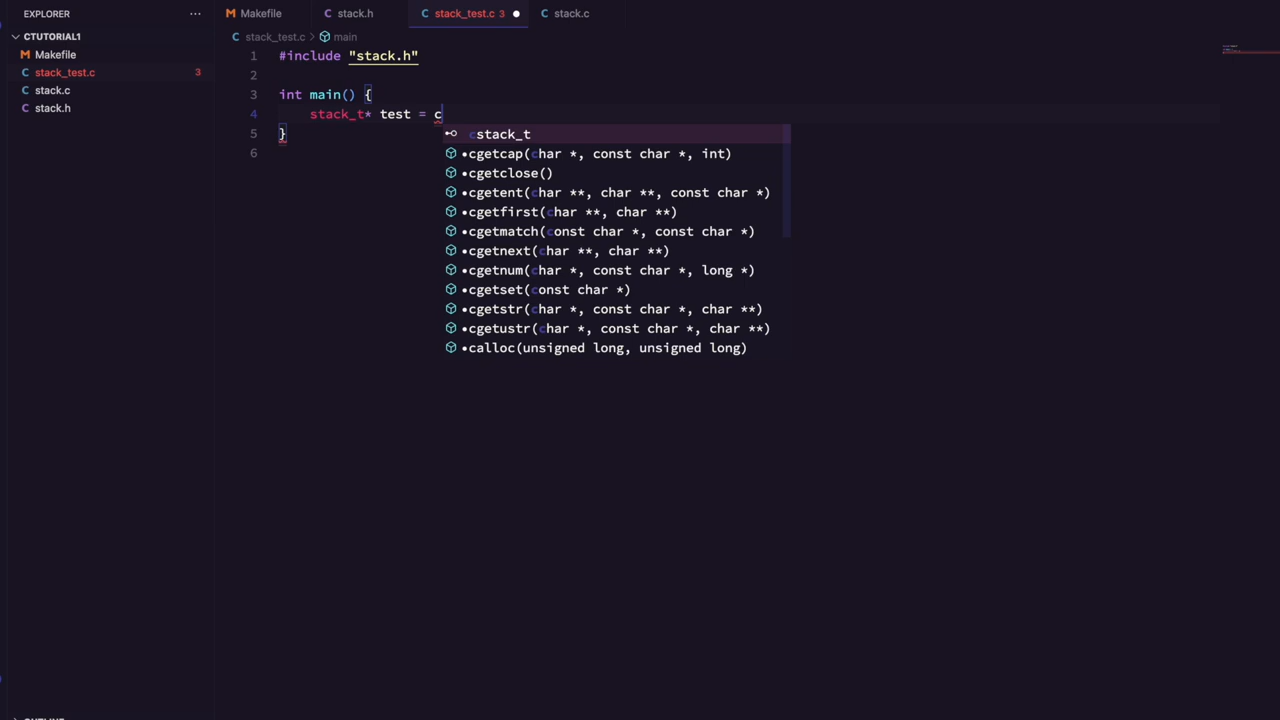 EXPLORER
CTUTORIAL1
M Makefile
C stack_test.c 3
C stack.c
C stack.h
M Makefile C stack.h C stack_test.c 3 C stack.c
C stack_test.c > main
1 #include "stack.h"
2
3 int main() {
4 stack_t* test = c
5 }
6
cstack_t
•cgetcap(char *, const char *, int)
•cgetclose()
•cgetent(char **, char **, const char *)
•cgetfirst(char **, char **)
•cgetmatch(const char *, const char *)
•cgetnext(char **, char **)
•cgetnum(char *, const char *, long *)
•cgetset(const char *)
•cgetstr(char *, const char *, char **)
•cgetustr(char *, const char *, char **)
•calloc(unsigned long, unsigned long)